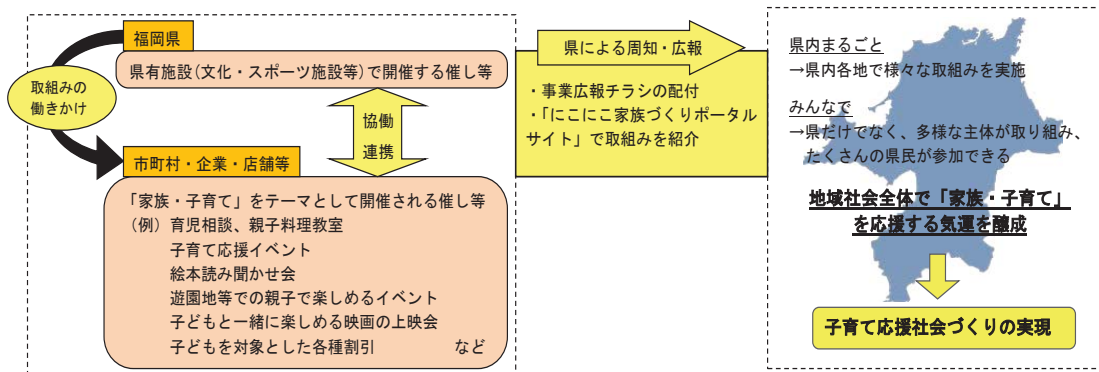 福岡県
県有施設(文化・スポーツ施設等)で開催する催し等
取組みの
働きかけ
協働
連携
市町村・企業・店舗等
「家族・子育て」をテーマとして開催される催し等
(例)育児相談、親子料理教室
子育て応援イベント
絵本読み聞かせ会
遊園地等での親子で楽しめるイベント
子どもと一緒に楽しめる映画の上映会
子どもを対象とした各種割引 など
県による周知・広報
・事業広報チラシの配付
・「にこにこ家族づくりポータル
サイト」で取組みを紹介
県内まるごと
→県内各地で様々な取組みを実施
みんなで
→県だけでなく、多様な主体が取り組み、
たくさんの県民が参加できる
地域社会全体で「家族・子育て」
を応援する気運を醸成
子育て応援社会づくりの実現